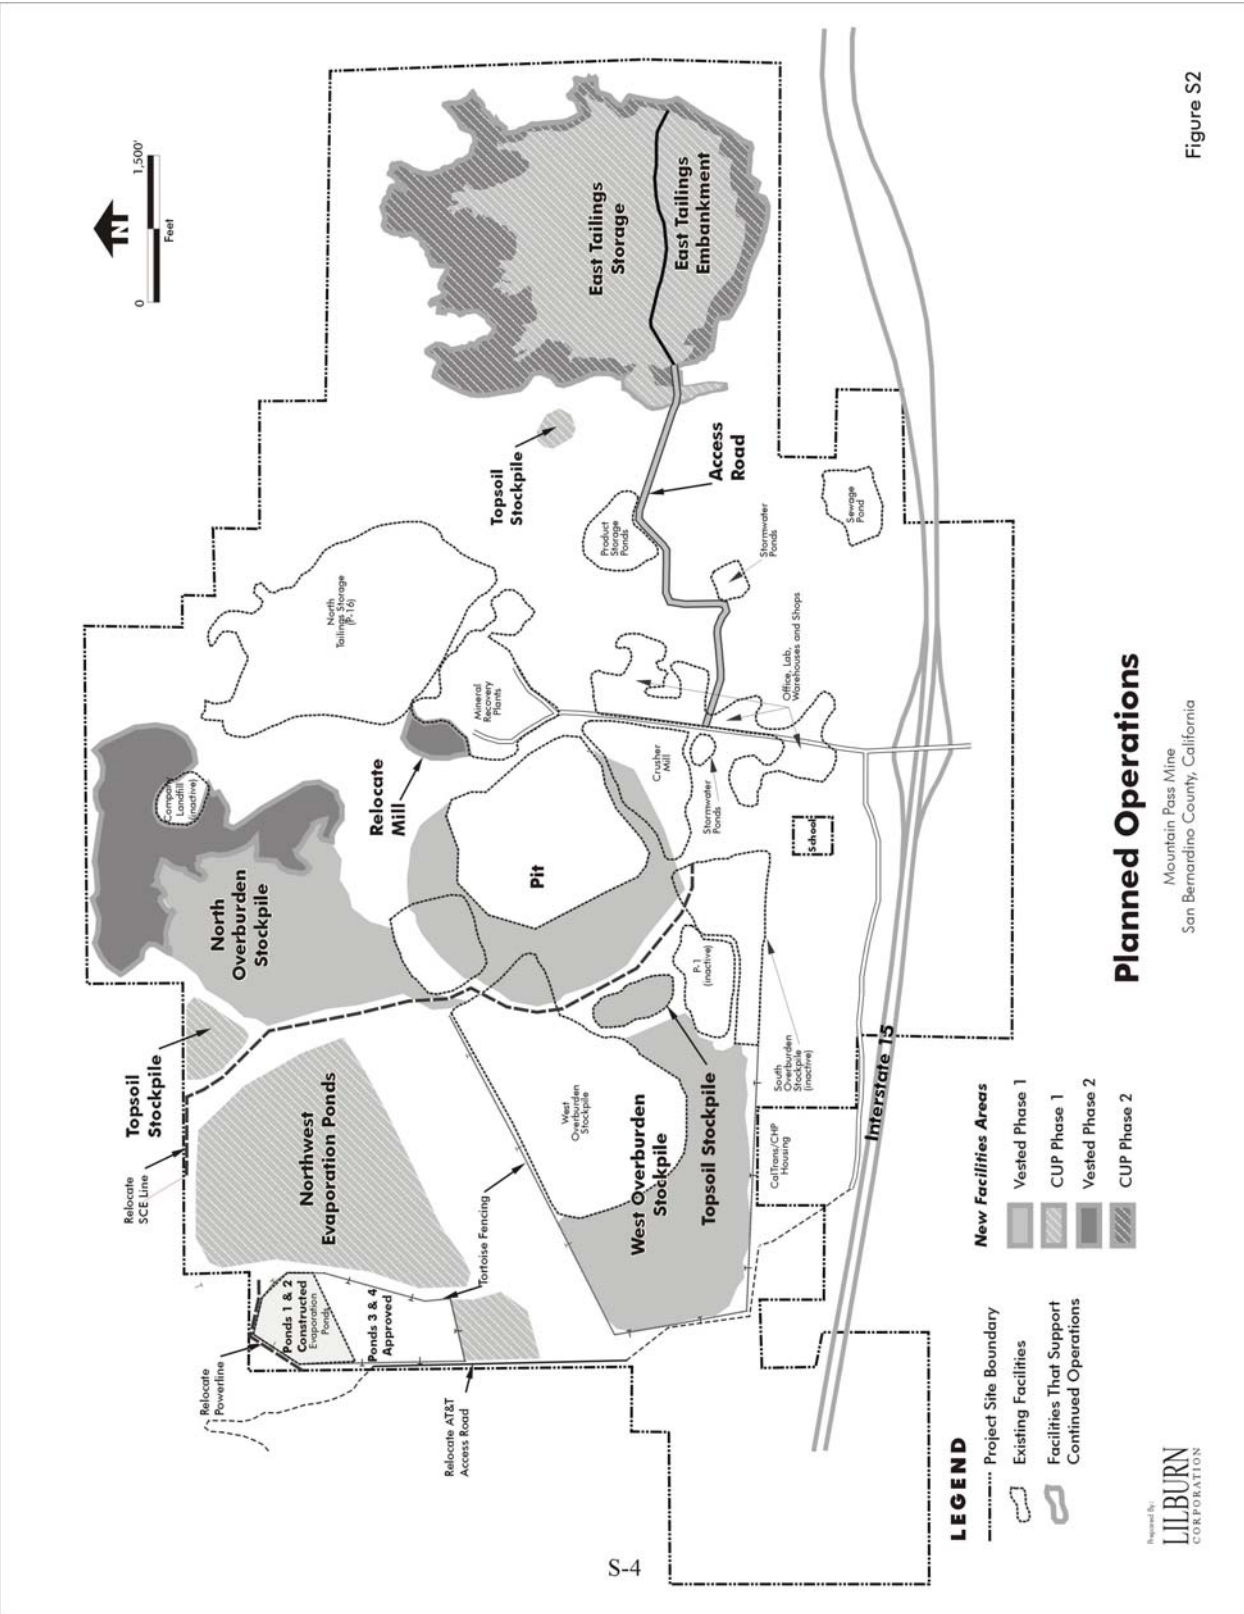 N
0
1,500'
Feet
Relocate
SCE Line
Topsoil
Stockpile
North
Overburden
Stockpile
Company
Landfill
(inactive)
Relocate
Powerline
Ponds 1 & 2
Constructed
Evaporation
Ponds
Ponds 3 & 4
Approved
Northwest
Evaporation Ponds
Relocate AT&T
Access Road
Tortoise Fencing
Relocate
Mill
North
Tailings Storage
(P-16)
Mineral
Recovery
Plants
Topsoil
Stockpile
East Tailings
Storage
East Tailings
Embankment
Pit
West
Overburden
Stockpile
West Overburden
Stockpile
Topsoil Stockpile
P-1
(inactive)
Crusher
Mill
Stormwater
Ponds
Product
Storage
Ponds
Access
Road
Stormwater
Ponds
Office, Lab,
Warehouses and Shops
Sewage
Pond
School
South
Overburden
Stockpile
(inactive)
CalTrans/CHP
Housing
Interstate 15
LEGEND
Project Site Boundary
Existing Facilities
Facilities That Support
Continued Operations
New Facilities Areas
Vested Phase 1
CUP Phase 1
Vested Phase 2
CUP Phase 2
Planned Operations
Mountain Pass Mine
San Bernardino County, California
Prepared By:
LILBURN
CORPORATION
Figure S2
S-4